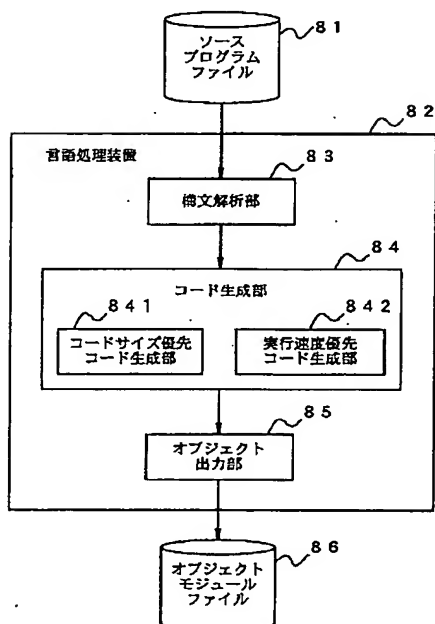 81
ソース
プログラム
ファイル
82
言語処理装置
83
構文解析部
84
コード生成部
841
コードサイズ優先
コード生成部
842
実行速度優先
コード生成部
85
オブジェクト
出力部
86
オブジェクト
モジュール
ファイル